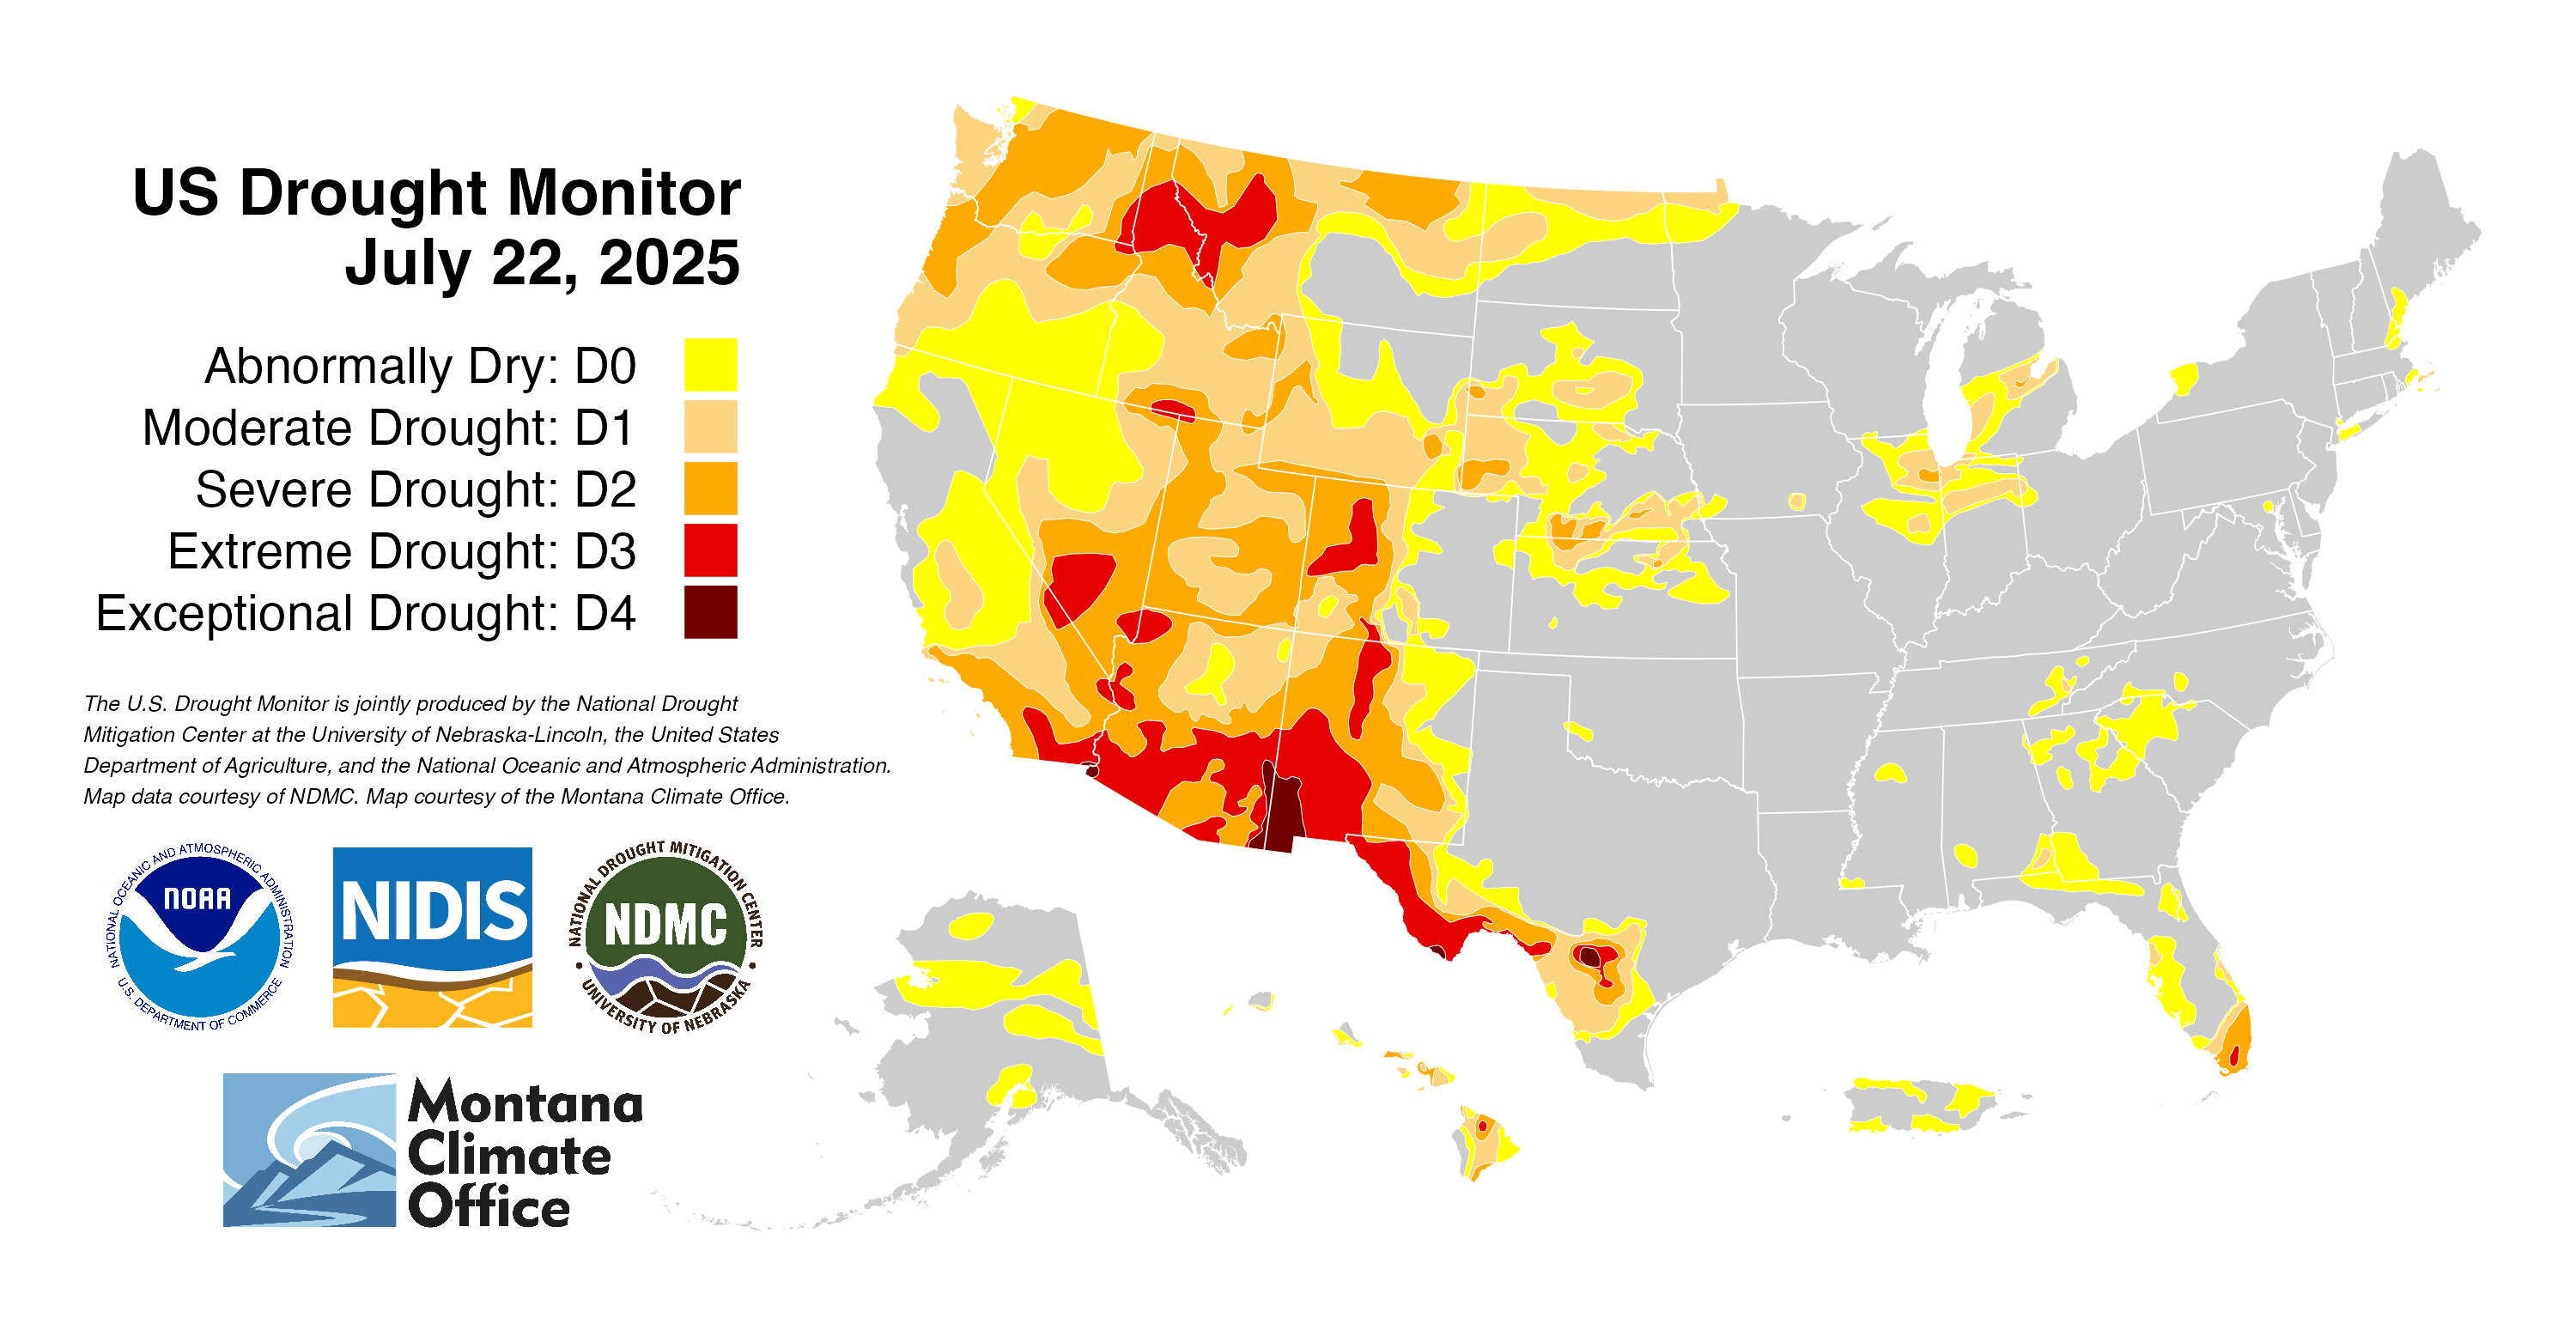 US Drought Monitor
July 22, 2025
Abnormally Dry: D0
Moderate Drought: D1
Severe Drought: D2
Extreme Drought: D3
Exceptional Drought: D4
The U.S. Drought Monitor is jointly produced by the National Drought
Mitigation Center at the University of Nebraska-Lincoln, the United States
Department of Agriculture, and the National Oceanic and Atmospheric Administration.
Map data courtesy of NDMC. Map courtesy of the Montana Climate Office.
NATIONAL OCEANIC AND ATMOSPHERIC ADMINISTRATION
NOAA
U.S. DEPARTMENT OF COMMERCE
NIDIS
NATIONAL DROUGHT MITIGATION CENTER
NDMC
UNIVERSITY OF NEBRASKA
Montana
Climate
Office